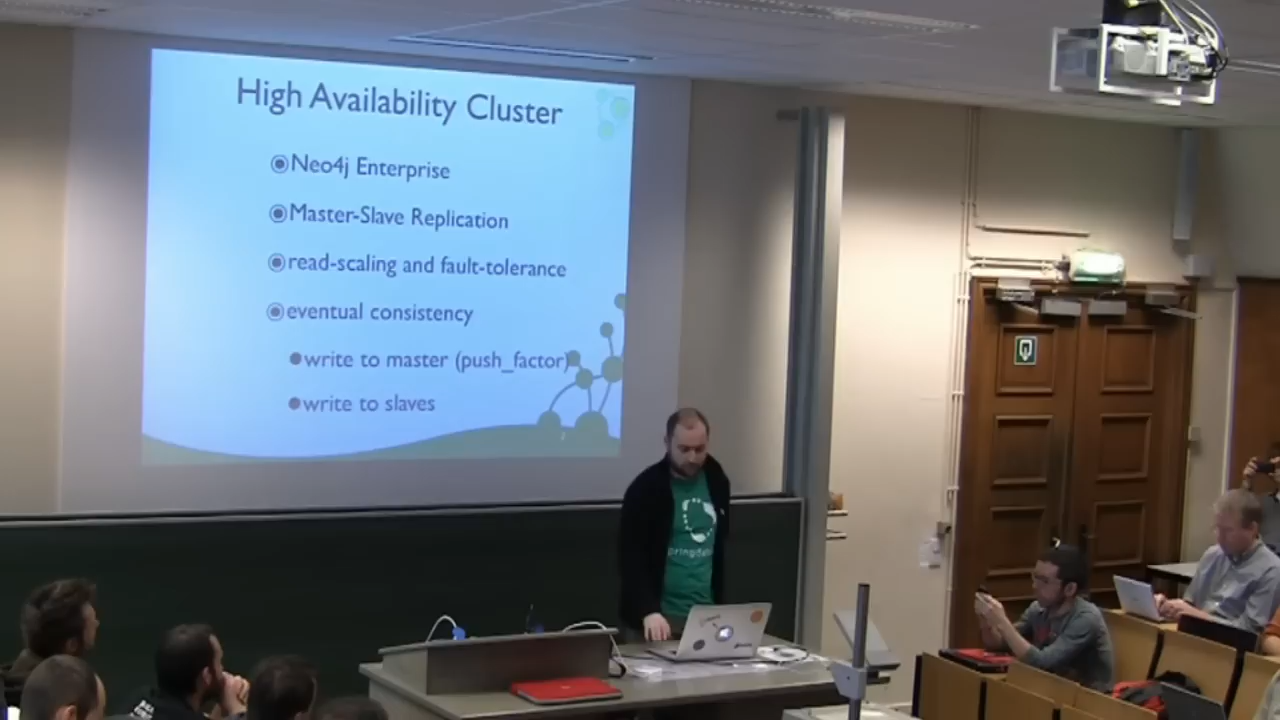 High Availability Cluster
Neo4j Enterprise
Master-Slave Replication
read-scaling and fault-tolerance
eventual consistency
write to master (push_factor)
write to slaves